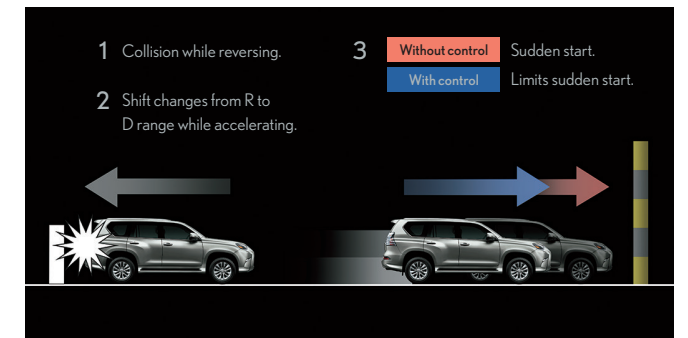 1 Collision while reversing.
2 Shift changes from R to
D range while accelerating.
3 Without control Sudden start.
With control Limits sudden start.